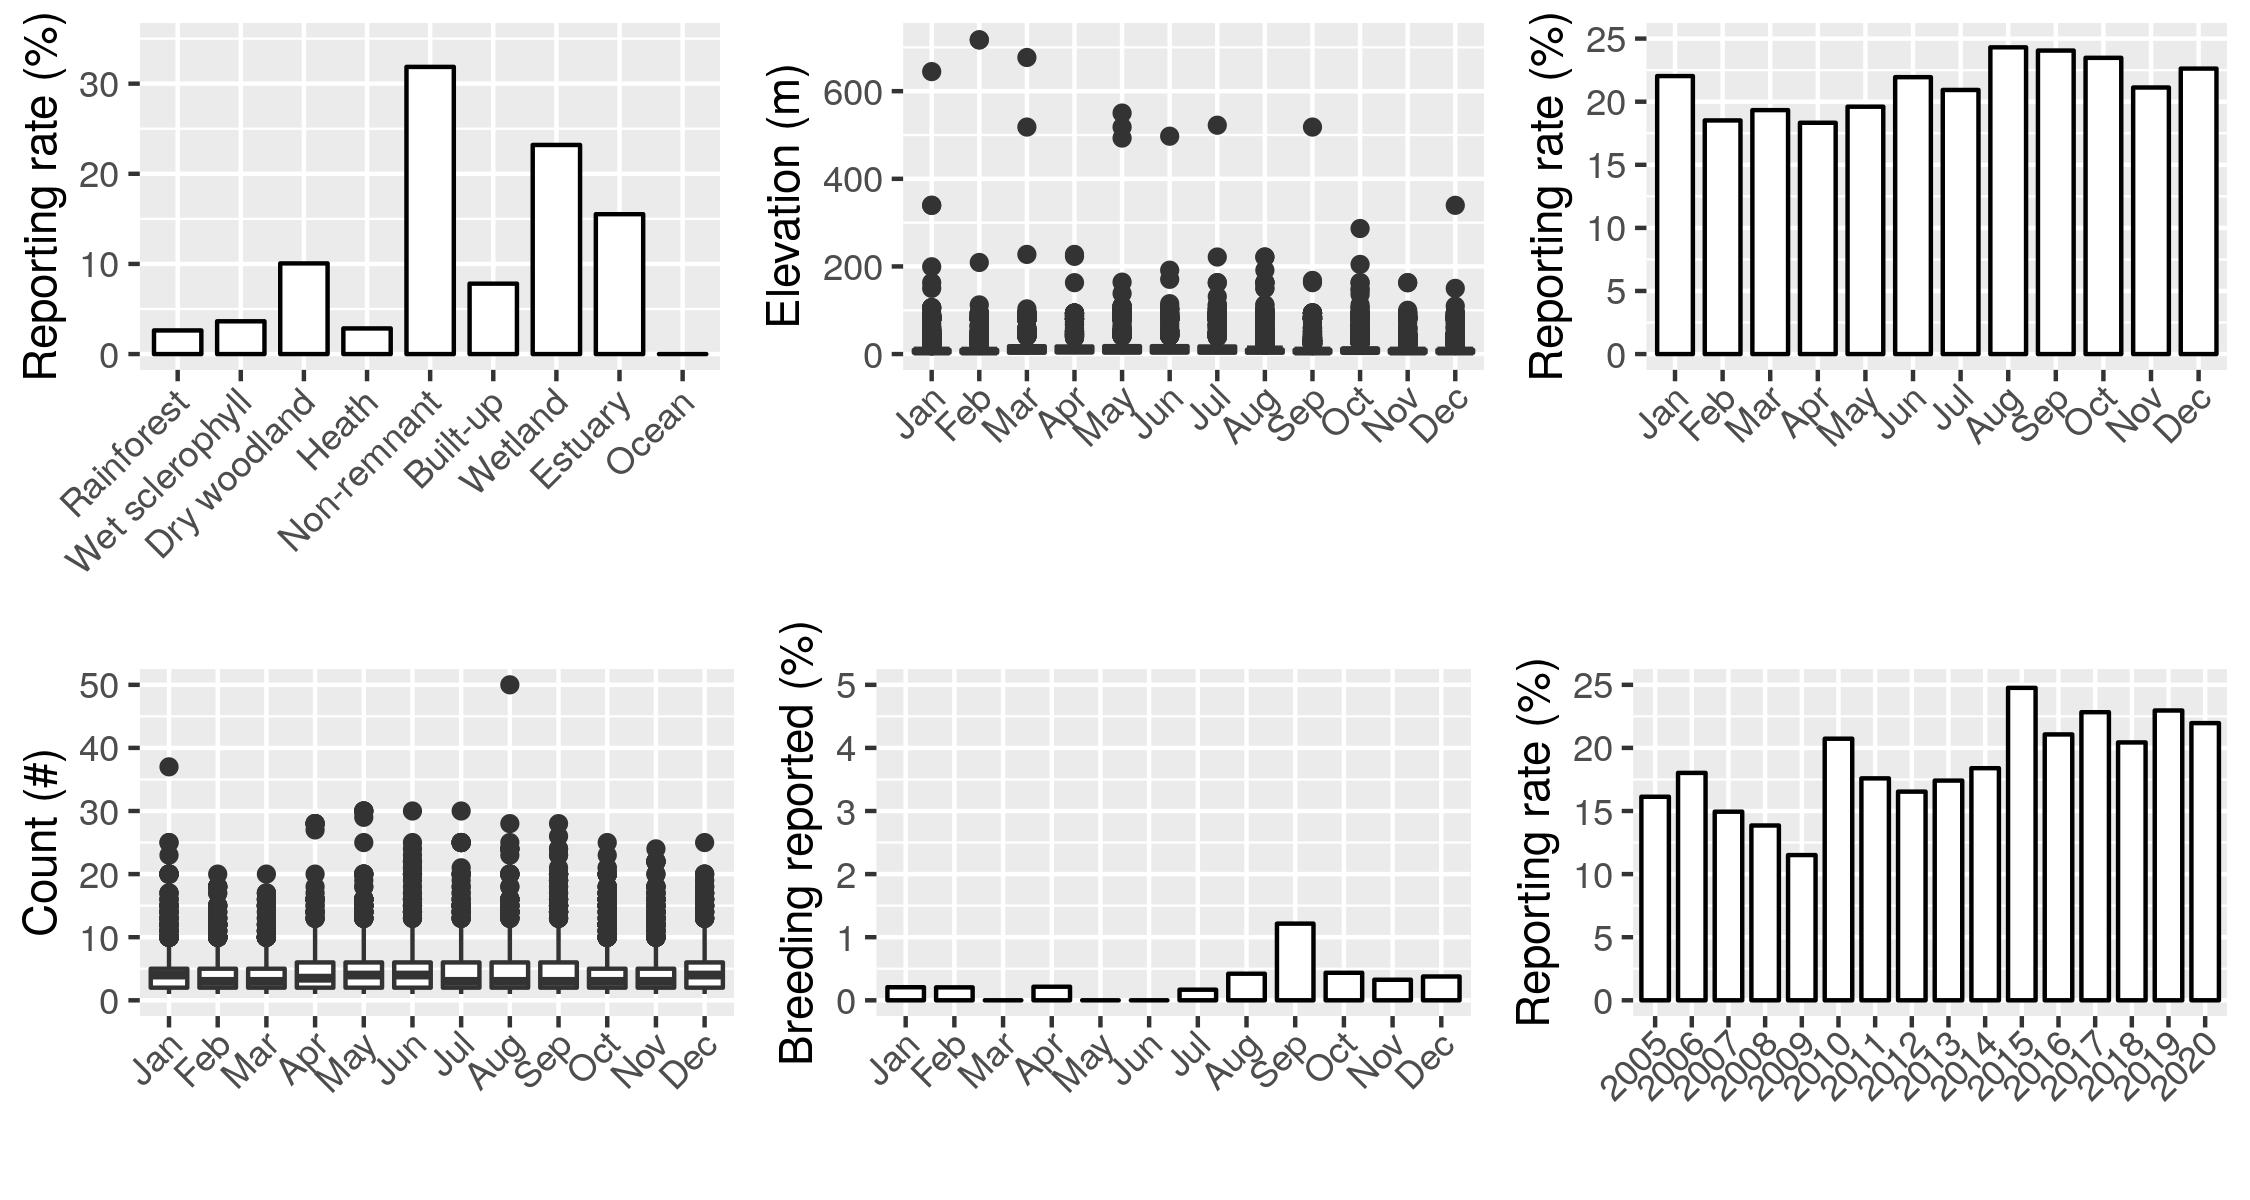 Reporting rate (%)
30
20
10
0
Rainforest
Wet sclerophyll
Dry woodland
Heath
Non-remnant
Built-up
Wetland
Estuary
Ocean
Elevation (m)
600
400
200
0
Jan
Feb
Mar
Apr
May
Jun
Jul
Aug
Sep
Oct
Nov
Dec
Reporting rate (%)
25
20
15
10
5
0
Jan
Feb
Mar
Apr
May
Jun
Jul
Aug
Sep
Oct
Nov
Dec
Count (#)
50
40
30
20
10
0
Jan
Feb
Mar
Apr
May
Jun
Jul
Aug
Sep
Oct
Nov
Dec
Breeding reported (%)
5
4
3
2
1
0
Jan
Feb
Mar
Apr
May
Jun
Jul
Aug
Sep
Oct
Nov
Dec
Reporting rate (%)
25
20
15
10
5
0
2005
2006
2007
2008
2009
2010
2011
2012
2013
2014
2015
2016
2017
2018
2019
2020